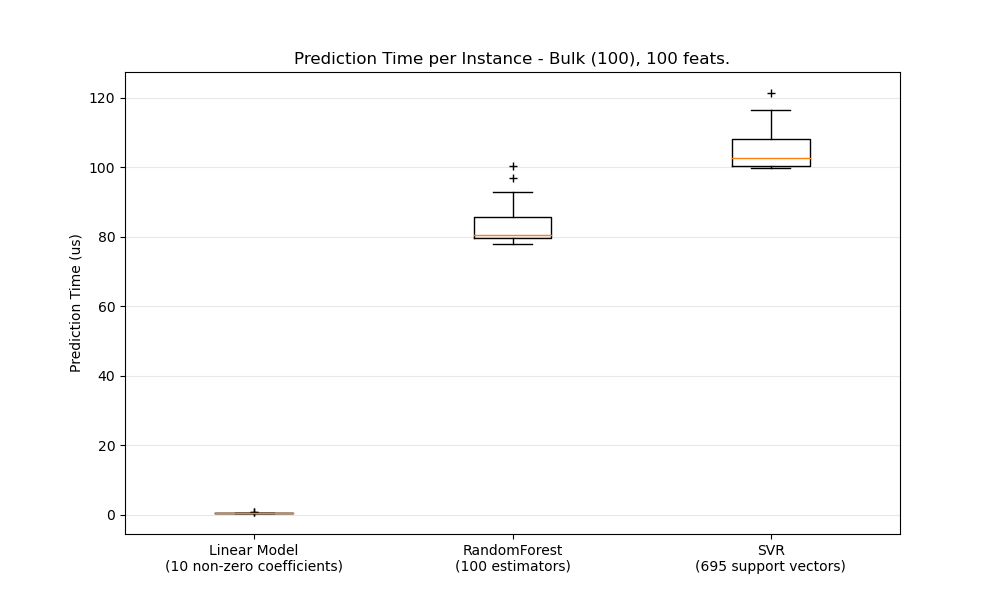 Prediction Time per Instance - Bulk (100), 100 feats.
Prediction Time (us)
120
100
80
60
40
20
0
Linear Model
(10 non-zero coefficients)
RandomForest
(100 estimators)
SVR
(695 support vectors)